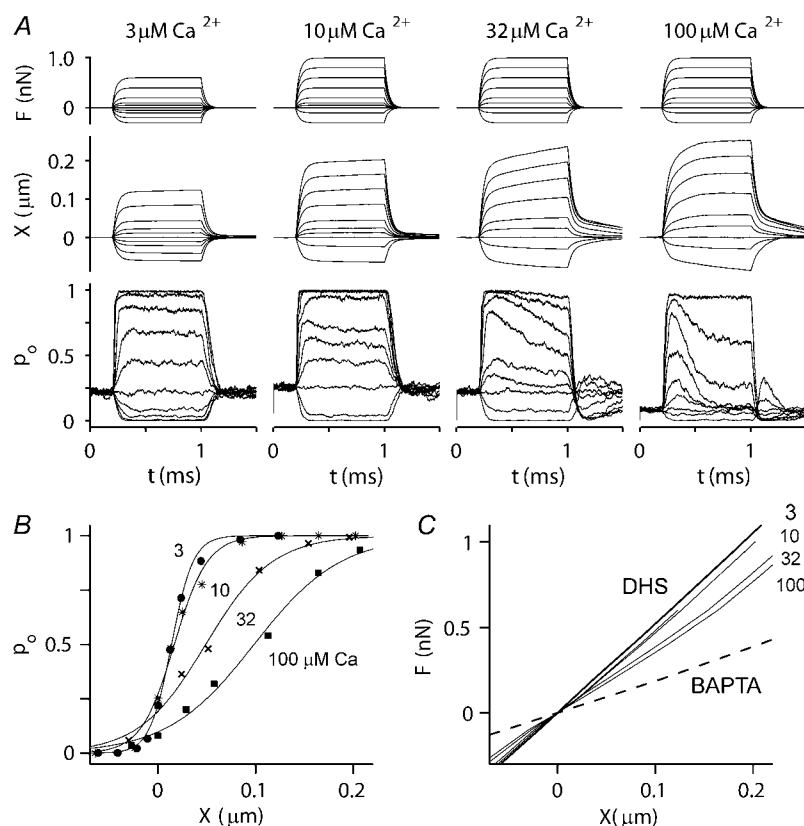 A
3 μM Ca 2+
10 μM Ca 2+
32 μM Ca 2+
100 μM Ca 2+
F (nN)
1.0
0
X (μm)
0.2
0.1
0
po
1
0.5
0
0 1
t (ms)
0 1
t (ms)
0 1
t (ms)
0 1
t (ms)
B
po
1
0.5
0
3
10
32
100 μM Ca
0 0.1 0.2
X (μm)
C
F (nN)
1
0.5
0
3
10
32
100
DHS
BAPTA
0 0.1 0.2
X(μm)